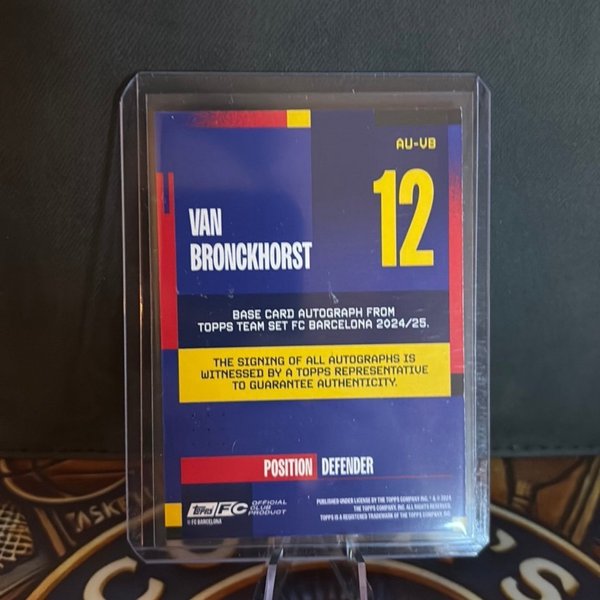 AU-VB
12
VAN
BRONCKHORST
BASE CARD AUTOGRAPH FROM
TOPPS TEAM SET FC BARCELONA 2024/25.
THE SIGNING OF ALL AUTOGRAPHS IS
WITNESSED BY A TOPPS REPRESENTATIVE
TO GUARANTEE AUTHENTICITY.
POSITION DEFENDER
Topps FC OFFICIAL
CLUB
PRODUCT
© FC BARCELONA
PUBLISHED UNDER LICENSE BY THE TOPPS COMPANY INC. ® & © 2024
THE TOPPS COMPANY, INC. ALL RIGHTS RESERVED.
TOPPS IS A REGISTERED TRADEMARK OF THE TOPPS COMPANY, INC.